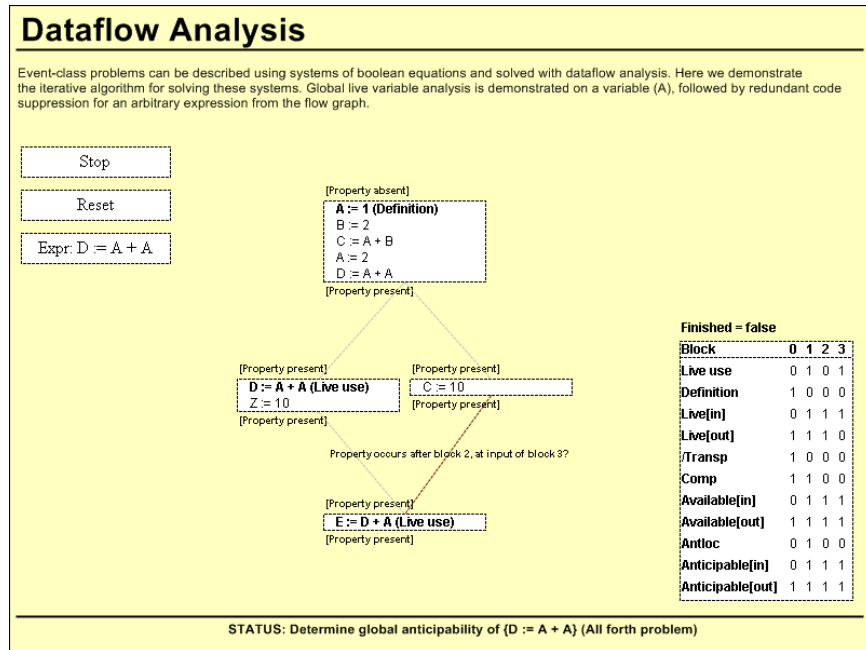 Dataflow Analysis
Event-class problems can be described using systems of boolean equations and solved with dataflow analysis. Here we demonstrate
the iterative algorithm for solving these systems. Global live variable analysis is demonstrated on a variable (A), followed by redundant code
suppression for an arbitrary expression from the flow graph.
Stop
Reset
Expr: D := A + A
[Property absent]
A := 1 (Definition)
B := 2
C := A + B
A := 2
D := A + A
[Property present]
[Property present]
D := A + A (Live use)
Z := 10
[Property present]
[Property present]
C := 10
[Property present]
Property occurs after block 2, at input of block 3?
[Property present]
E := D + A (Live use)
[Property present]
Finished = false
Block 0 1 2 3
Live use 0 1 0 1
Definition 1 0 0 0
Live[in] 0 1 1 1
Live[out] 1 1 1 0
/Transp 1 0 0 0
Comp 1 1 0 0
Available[in] 0 1 1 1
Available[out] 1 1 1 1
Antloc 0 1 0 0
Anticipable[in] 0 1 1 1
Anticipable[out] 1 1 1 1
STATUS: Determine global anticipability of {D := A + A} (All forth problem)